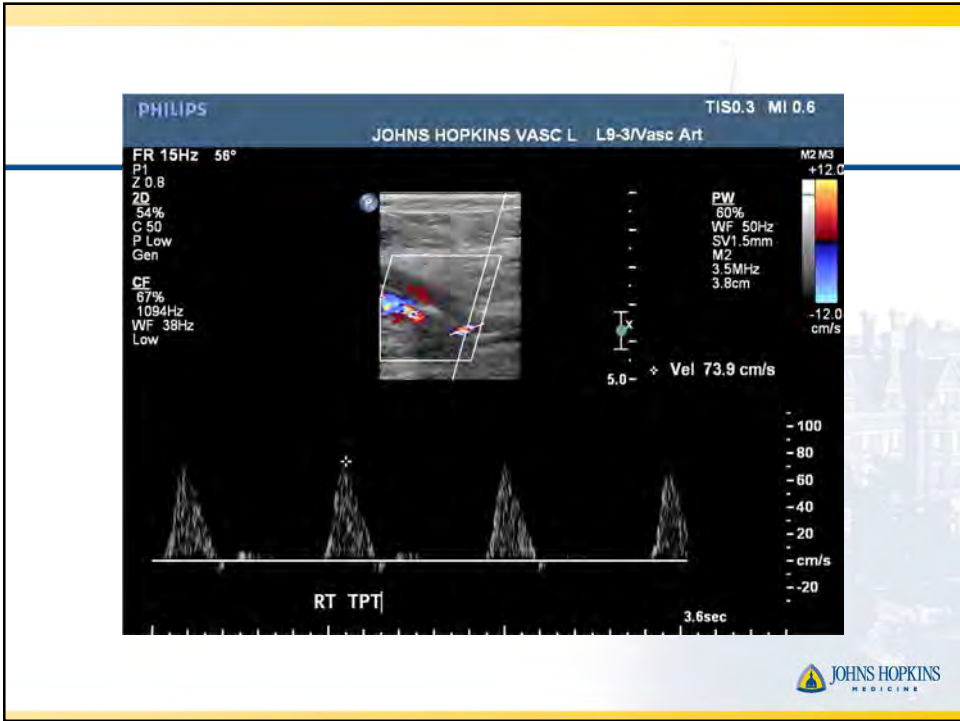 PHILIPS
TIS0.3 MI 0.6
JOHNS HOPKINS VASC L L9-3/Vasc Art
FR 15Hz 56°
P1
Z 0.8
2D
54%
C 50
P Low
Gen
CF
67%
1094Hz
WF 38Hz
Low
P
M2 M3
+12.0
-12.0
cm/s
PW
60%
WF 50Hz
SV1.5mm
M2
3.5MHz
3.8cm
x
5.0
Vel 73.9 cm/s
100
80
60
40
20
cm/s
-20
RT TPT
3.6sec
JOHNS HOPKINS
MEDICINE